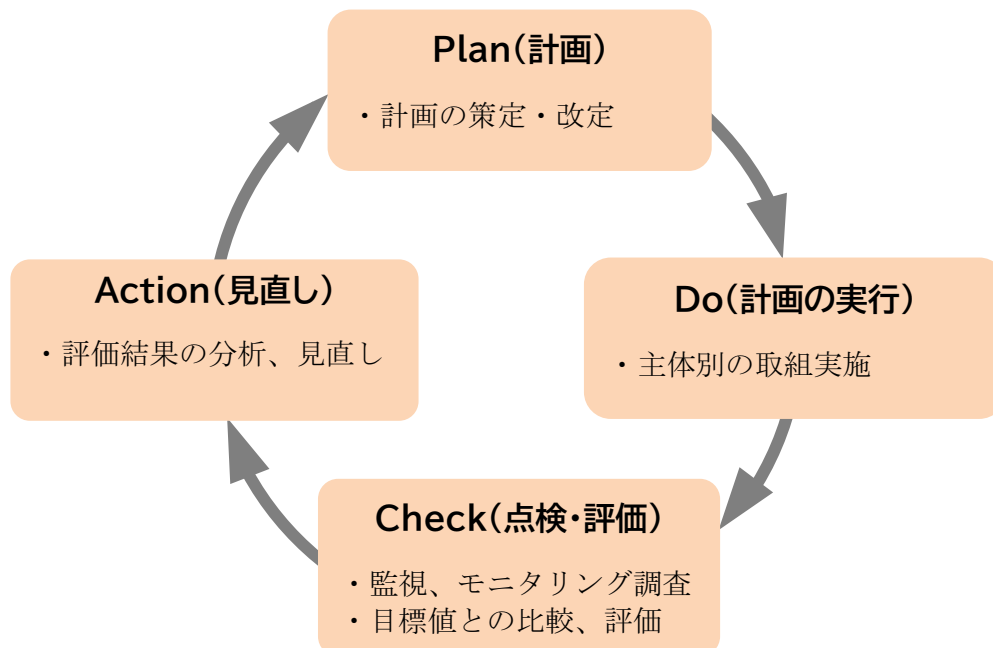 Plan(計画)
・計画の策定・改定
Do(計画の実行)
・主体別の取組実施
Check(点検・評価)
・監視、モニタリング調査
・目標値との比較、評価
Action(見直し)
・評価結果の分析、見直し